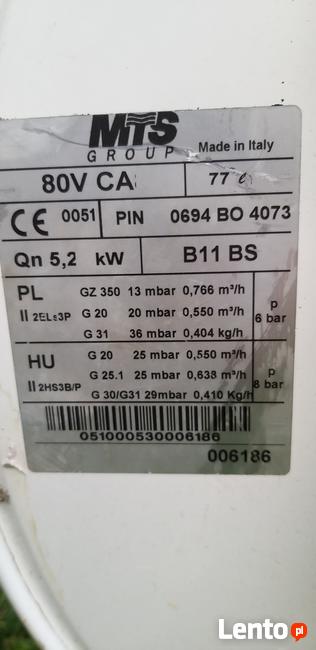 MTS
GROUP
Made in Italy
80V CA
77 ℓ
CE 0051 PIN 0694 BO 4073
Qn 5,2 kW B11 BS
PL GZ 350 13 mbar 0,766 m³/h
II 2ELs3P G 20 20 mbar 0,550 m³/h
G 31 36 mbar 0,404 kg/h
p
6 bar
HU G 20 25 mbar 0,550 m³/h
II 2HS3B/P G 25.1 25 mbar 0,638 m³/h
G 30/G31 29mbar 0,410 Kg/h
p
8 bar
051000530006186
006186
Lento pl